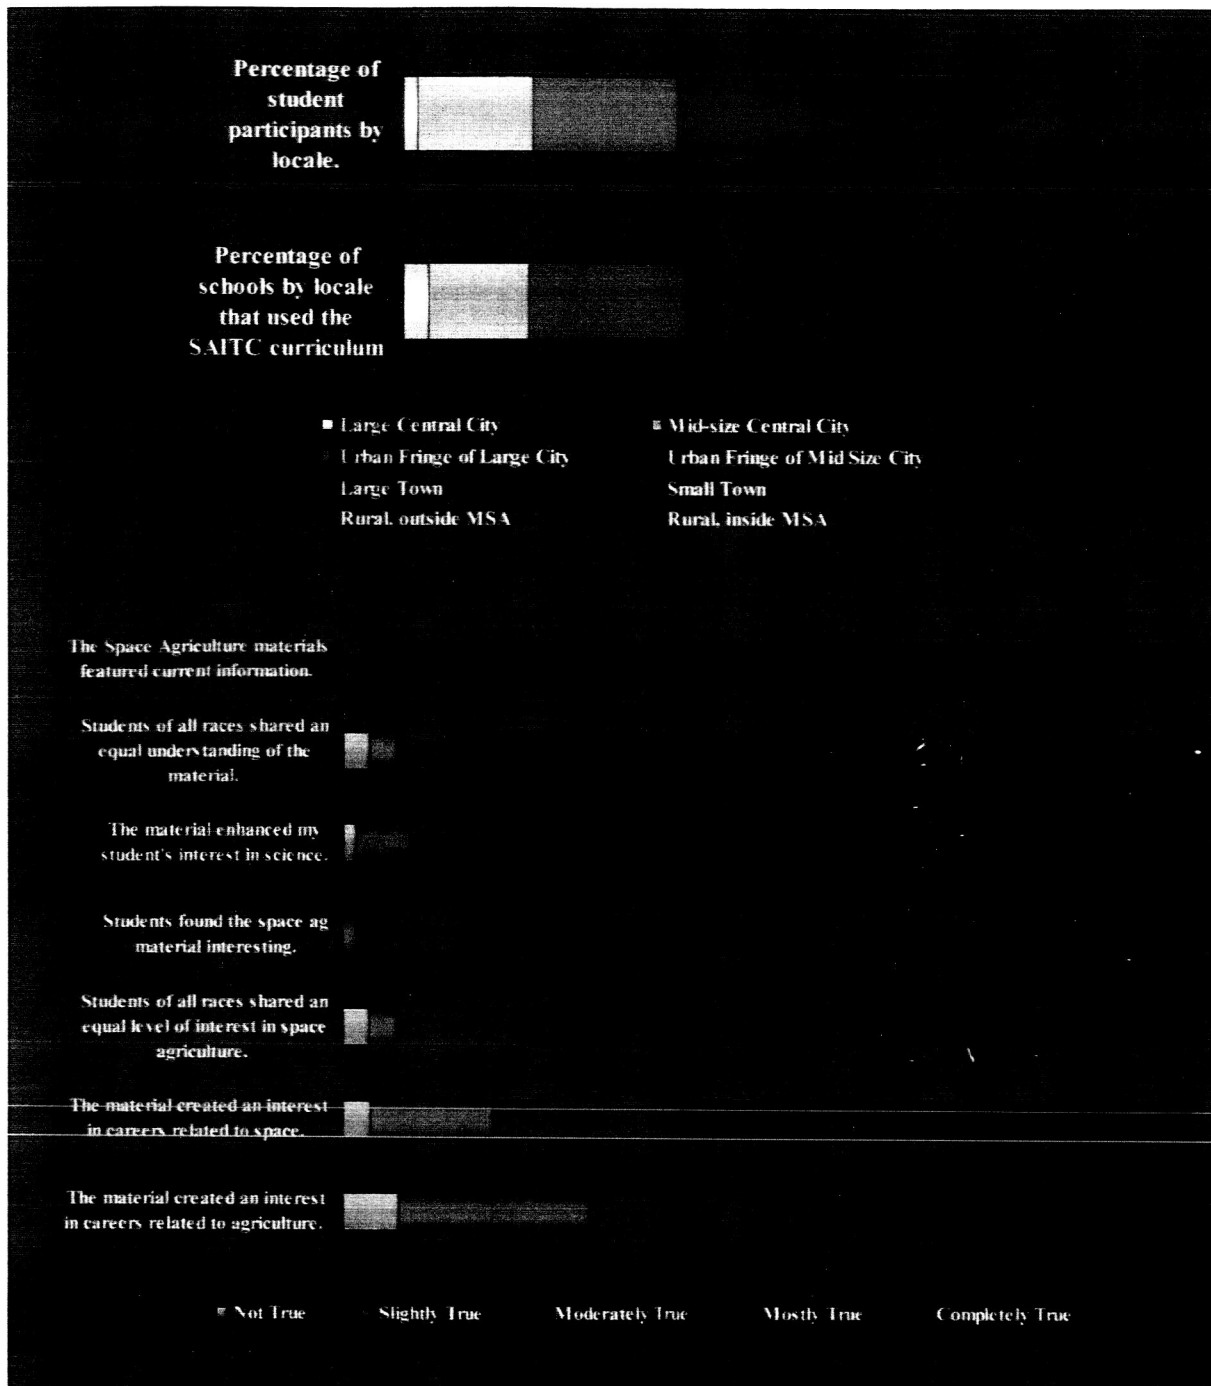 Percentage of
student
participants by
locale.
Percentage of
schools by locale
that used the
SAITC curriculum
Large Central City
Mid-size Central City
Urban Fringe of Large City
Urban Fringe of Mid Size City
Large Town
Small Town
Rural, outside MSA
Rural, inside MSA
The Space Agriculture materials
featured current information.
Students of all races shared an
equal understanding of the
material.
The material enhanced my
student's interest in science.
Students found the space ag
material interesting.
Students of all races shared an
equal level of interest in space
agriculture.
The material created an interest
in careers related to space.
The material created an interest
in careers related to agriculture.
Not True
Slightly True
Moderately True
Mostly True
Completely True